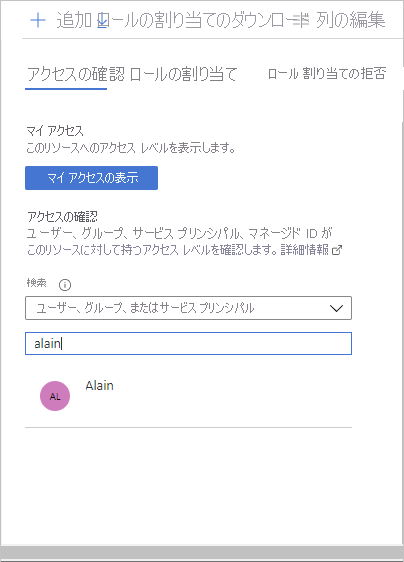 追加 ロールの割り当てのダウンロード 列の編集
アクセスの確認 ロールの割り当て ロール 割り当ての拒否
マイ アクセス
このリソースへのアクセス レベルを表示します。
マイ アクセスの表示
アクセスの確認
ユーザー、グループ、サービス プリンシパル、マネージド ID が
このリソースに対して持つアクセス レベルを確認します。詳細情報
検索
ユーザー、グループ、またはサービス プリンシパル
alain
AL Alain